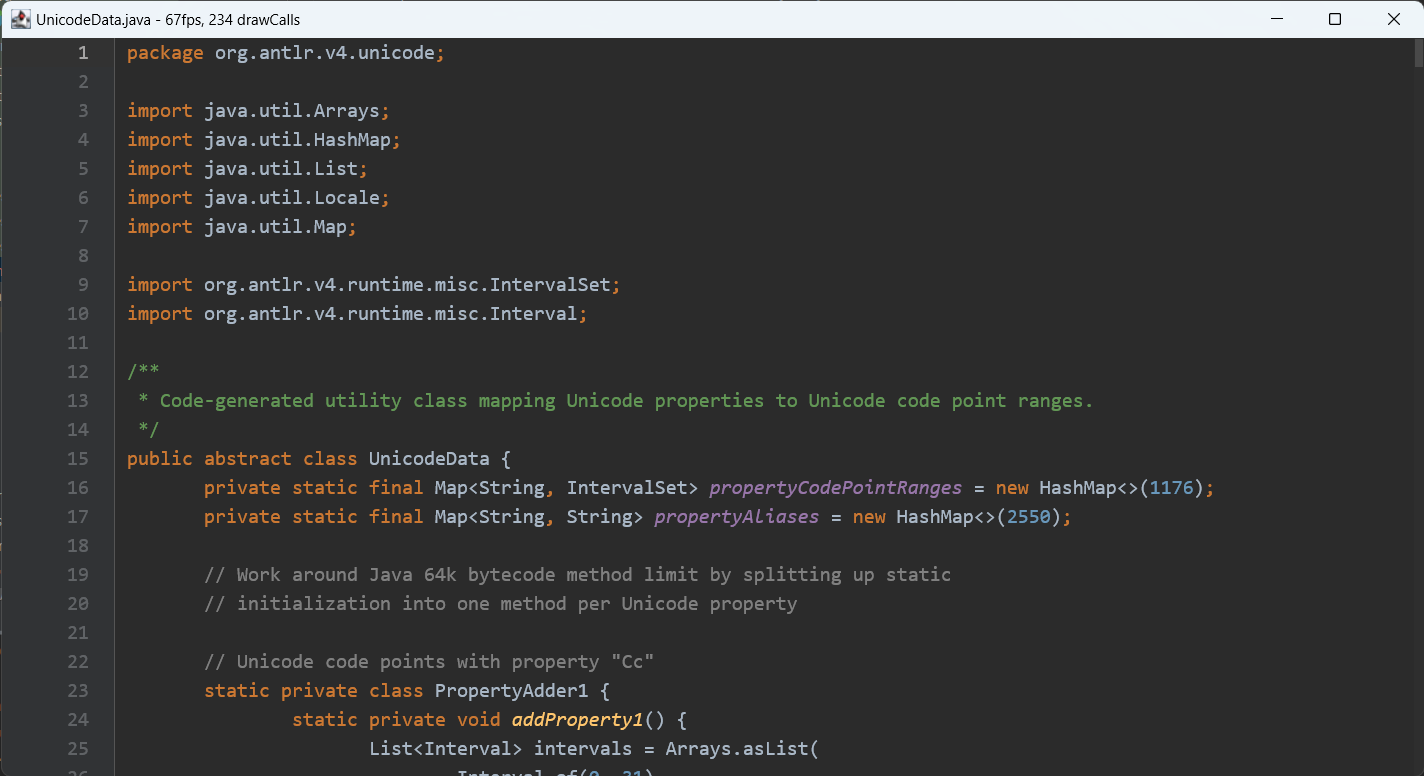 UnicodeData.java - 67fps, 234 drawCalls
1 package org.antlr.v4.unicode;
2
3 import java.util.Arrays;
4 import java.util.HashMap;
5 import java.util.List;
6 import java.util.Locale;
7 import java.util.Map;
8
9 import org.antlr.v4.runtime.misc.IntervalSet;
10 import org.antlr.v4.runtime.misc.Interval;
11
12 /**
13  * Code-generated utility class mapping Unicode properties to Unicode code point ranges.
14  */
15 public abstract class UnicodeData {
16        private static final Map<String, IntervalSet> propertyCodePointRanges = new HashMap<>(1176);
17        private static final Map<String, String> propertyAliases = new HashMap<>(2550);
18
19        // Work around Java 64k bytecode method limit by splitting up static
20        // initialization into one method per Unicode property
21
22        // Unicode code points with property "Cc"
23        static private class PropertyAdder1 {
24                static private void addProperty1() {
25                       List<Interval> intervals = Arrays.asList(
26                               Interval.of(0, 31),